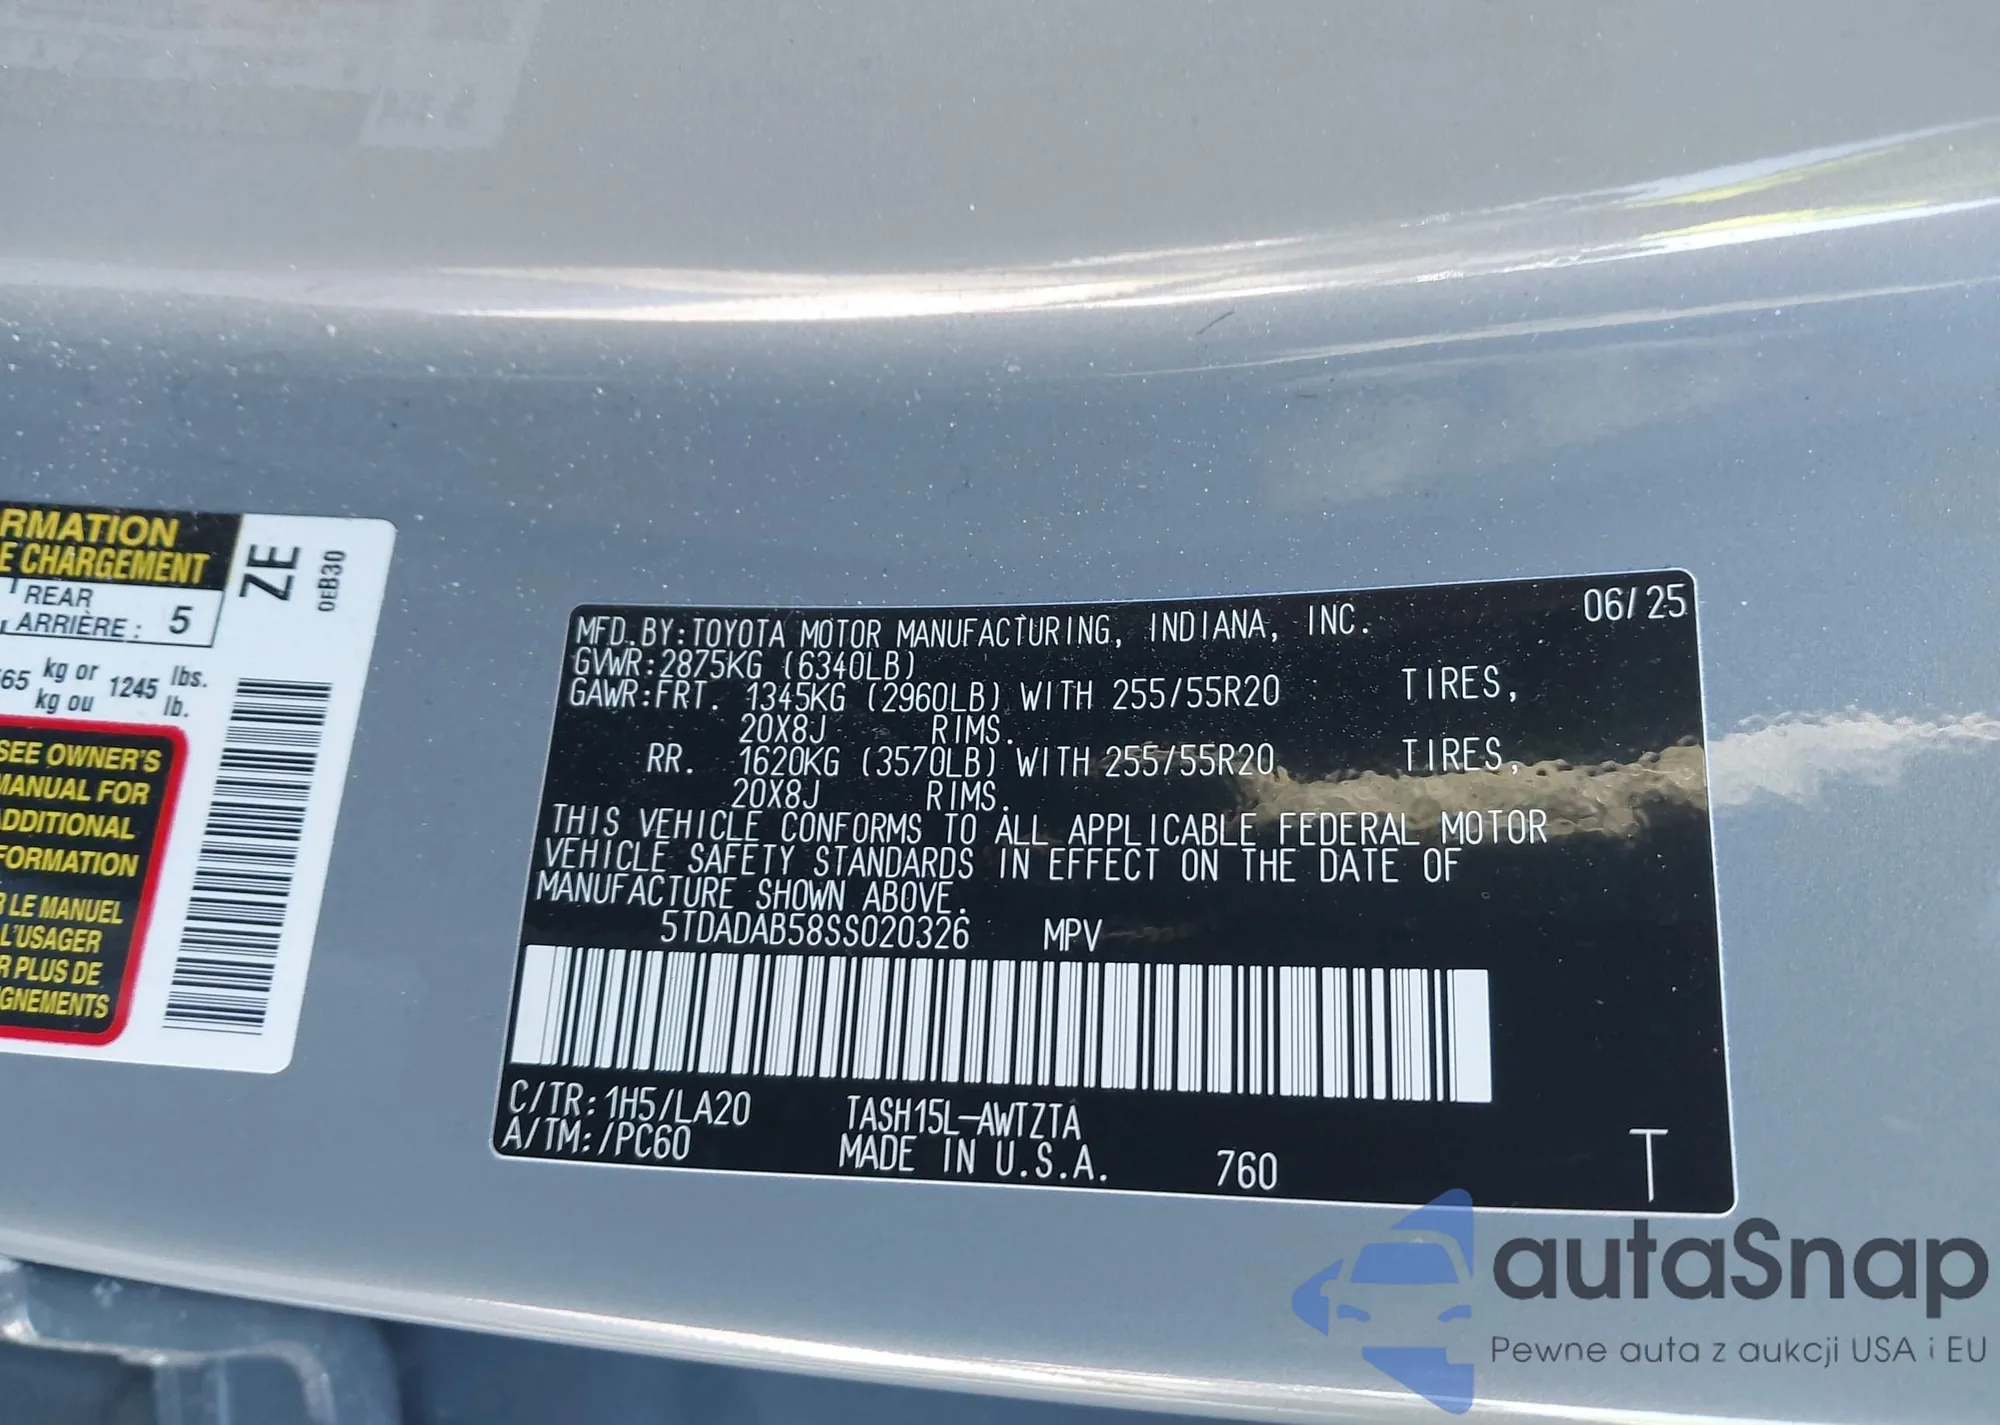 RMATION
E CHARGEMENT
REAR
ARRIÈRE : 5
65 kg or 1245 lbs.
kg ou lb.
SEE OWNER'S
MANUAL FOR
ADDITIONAL
FORMATION
R LE MANUEL
L'USAGER
R PLUS DE
IGNEMENTS
ZE
0EB30
06/25
MFD. BY: TOYOTA MOTOR MANUFACTURING, INDIANA, INC.
GVWR: 2875KG (6340LB)
GAWR: FRT. 1345KG (2960LB) WITH 255/55R20 TIRES,
20X8J RIMS.
RR. 1620KG (3570LB) WITH 255/55R20 TIRES,
20X8J RIMS.
THIS VEHICLE CONFORMS TO ALL APPLICABLE FEDERAL MOTOR
VEHICLE SAFETY STANDARDS IN EFFECT ON THE DATE OF
MANUFACTURE SHOWN ABOVE.
5TDADAB58SS020326 MPV
C/TR: 1H5/LA20 TASH15L-AWTZTA
A/TM: /PC60 MADE IN U.S.A. 760
T
autaSnap
Pewne auta z aukcji USA i EU